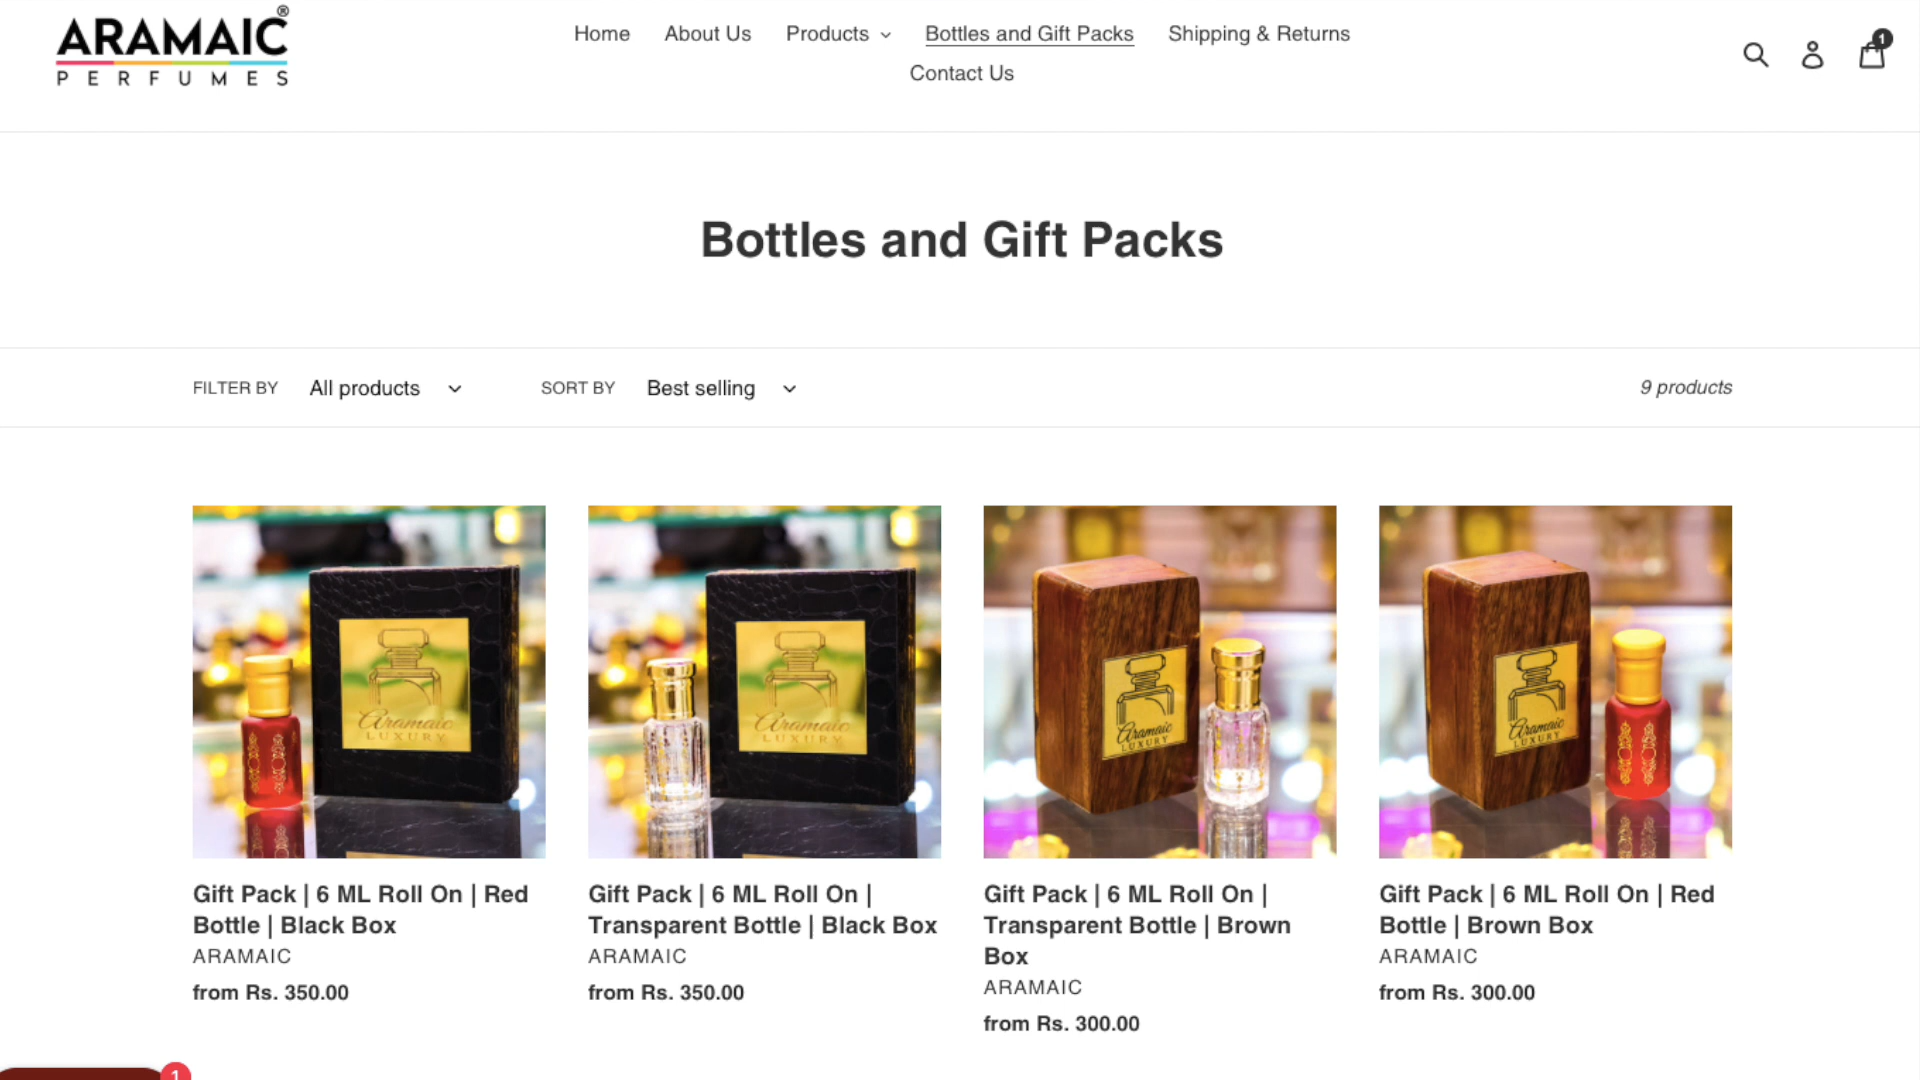 ARAMAIC®
PERFUMES
Home About Us Products Bottles and Gift Packs Shipping & Returns
Contact Us
1
Bottles and Gift Packs
FILTER BY All products SORT BY Best selling 9 products
Aramaic
LUXURY
Aramaic
LUXURY
Aramaic
LUXURY
Aramaic
LUXURY
Gift Pack | 6 ML Roll On | Red
Bottle | Black Box
ARAMAIC
from Rs. 350.00
Gift Pack | 6 ML Roll On |
Transparent Bottle | Black Box
ARAMAIC
from Rs. 350.00
Gift Pack | 6 ML Roll On |
Transparent Bottle | Brown
Box
ARAMAIC
from Rs. 300.00
Gift Pack | 6 ML Roll On | Red
Bottle | Brown Box
ARAMAIC
from Rs. 300.00
1